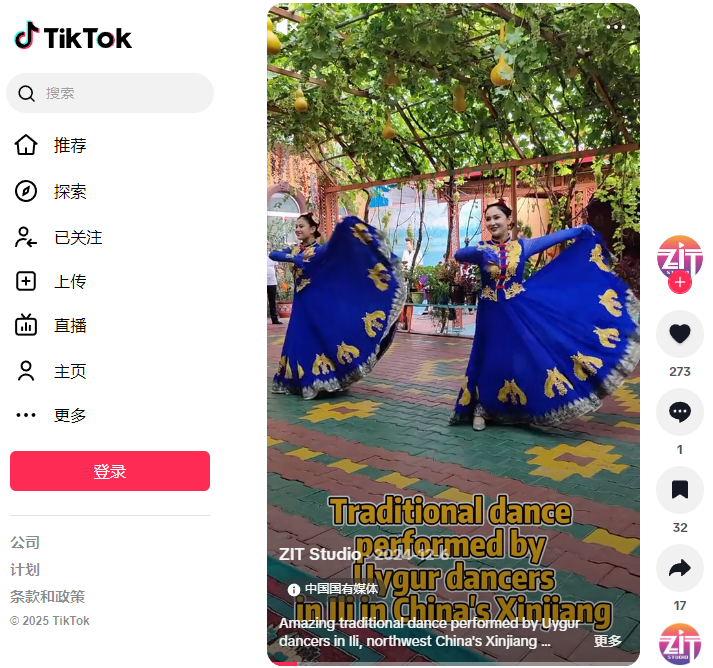 TikTok
搜索
推荐
探索
已关注
上传
直播
主页
更多
登录
公司
计划
条款和政策
© 2025 TikTok
Traditional dance
performed by
Uygur dancers
in Ili in China's Xinjiang
ZIT Studio · 2024-12-6
中国国有媒体
Amazing traditional dance performed by Uygur
dancers in Ili, northwest China's Xinjiang ...
更多
ZIT
273
1
32
17
ZIT
STUDIO